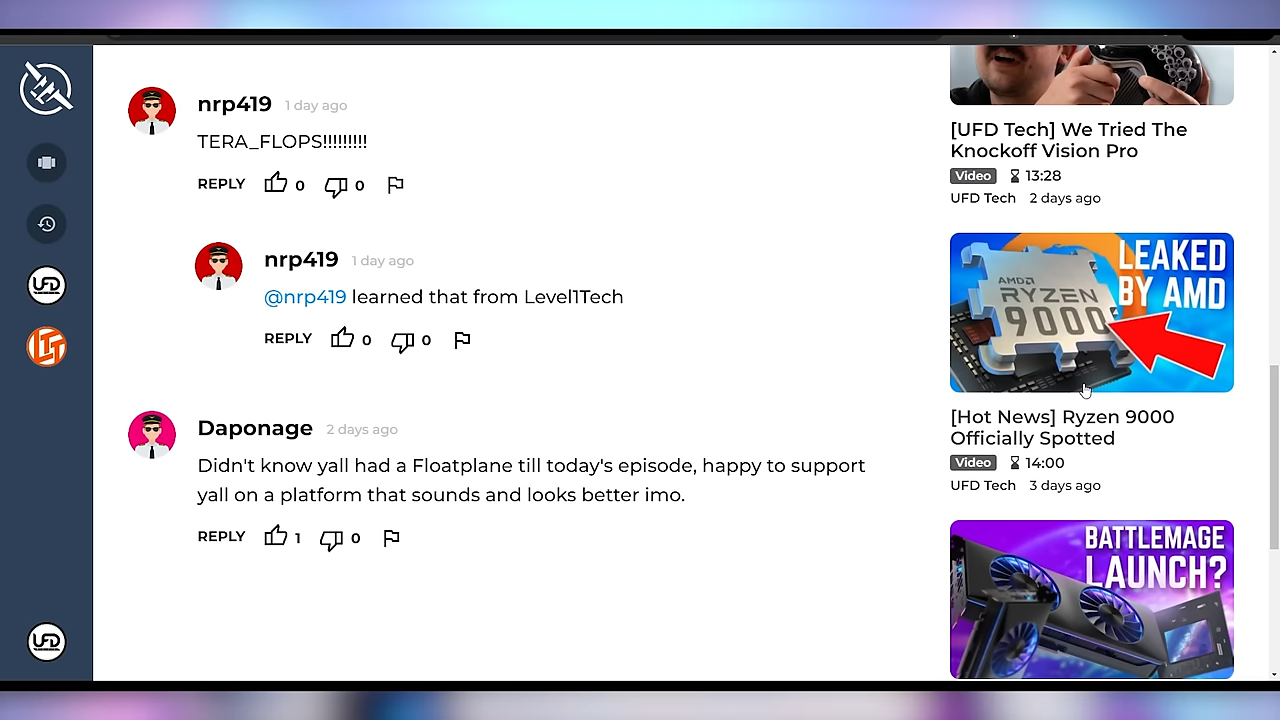 nrp419 1 day ago
TERA_FLOPS!!!!!!!!!
REPLY 0 0
nrp419 1 day ago
@nrp419 learned that from Level1Tech
REPLY 0 0
Daponage 2 days ago
Didn't know yall had a Floatplane till today's episode, happy to support
yall on a platform that sounds and looks better imo.
REPLY 1 0
[UFD Tech] We Tried The
Knockoff Vision Pro
Video 13:28
UFD Tech 2 days ago
LEAKED
BY AMD
AMD
RYZEN
9000
[Hot News] Ryzen 9000
Officially Spotted
Video 14:00
UFD Tech 3 days ago
BATTLEMAGE
LAUNCH?
UFD
LTT
UFD